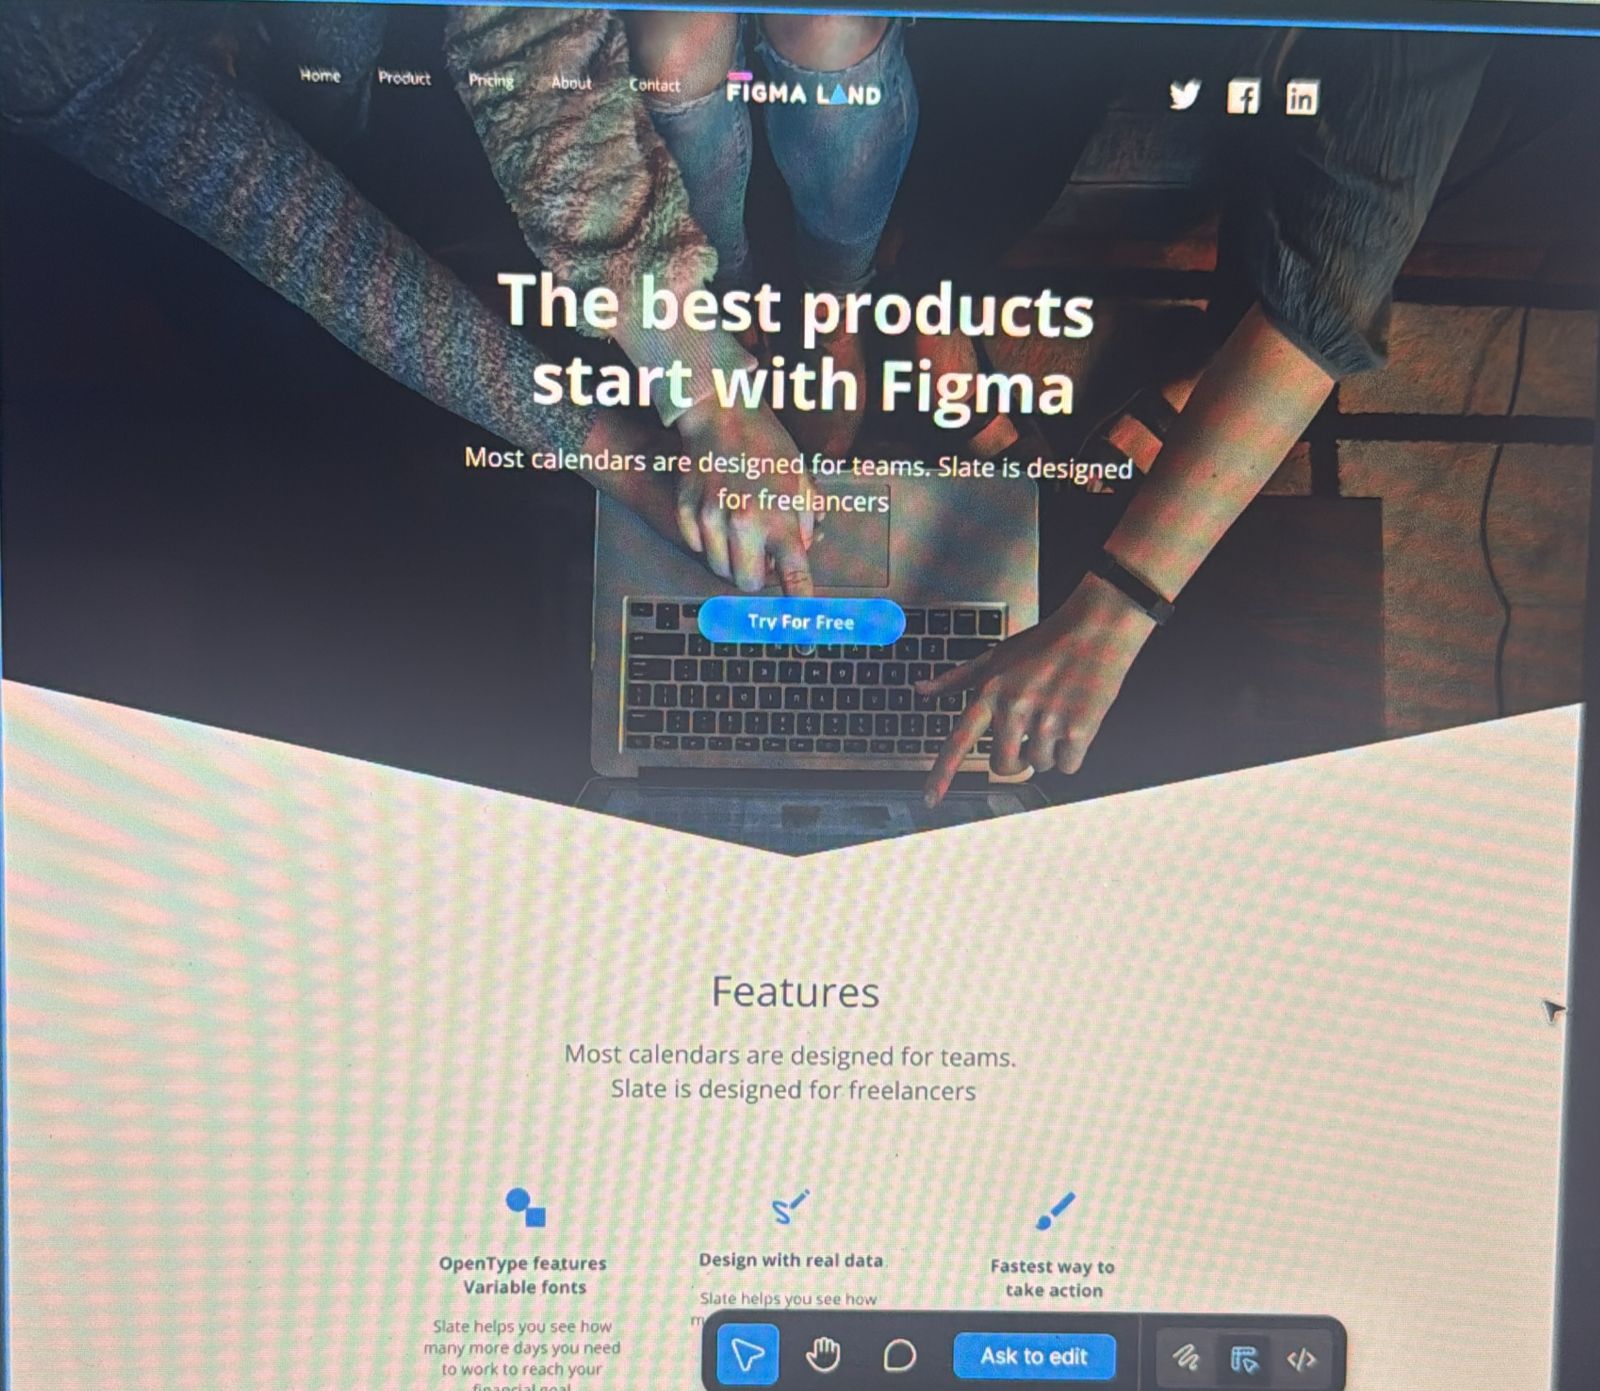 Home Product Pricing About Contact
FIGMA LAND
The best products
start with Figma
Most calendars are designed for teams. Slate is designed
for freelancers
Try For Free
Features
Most calendars are designed for teams.
Slate is designed for freelancers
OpenType features
Variable fonts
Slate helps you see how
many more days you need
to work to reach your
financial goal
Design with real data
Slate helps you see how
Fastest way to
take action
Ask to edit